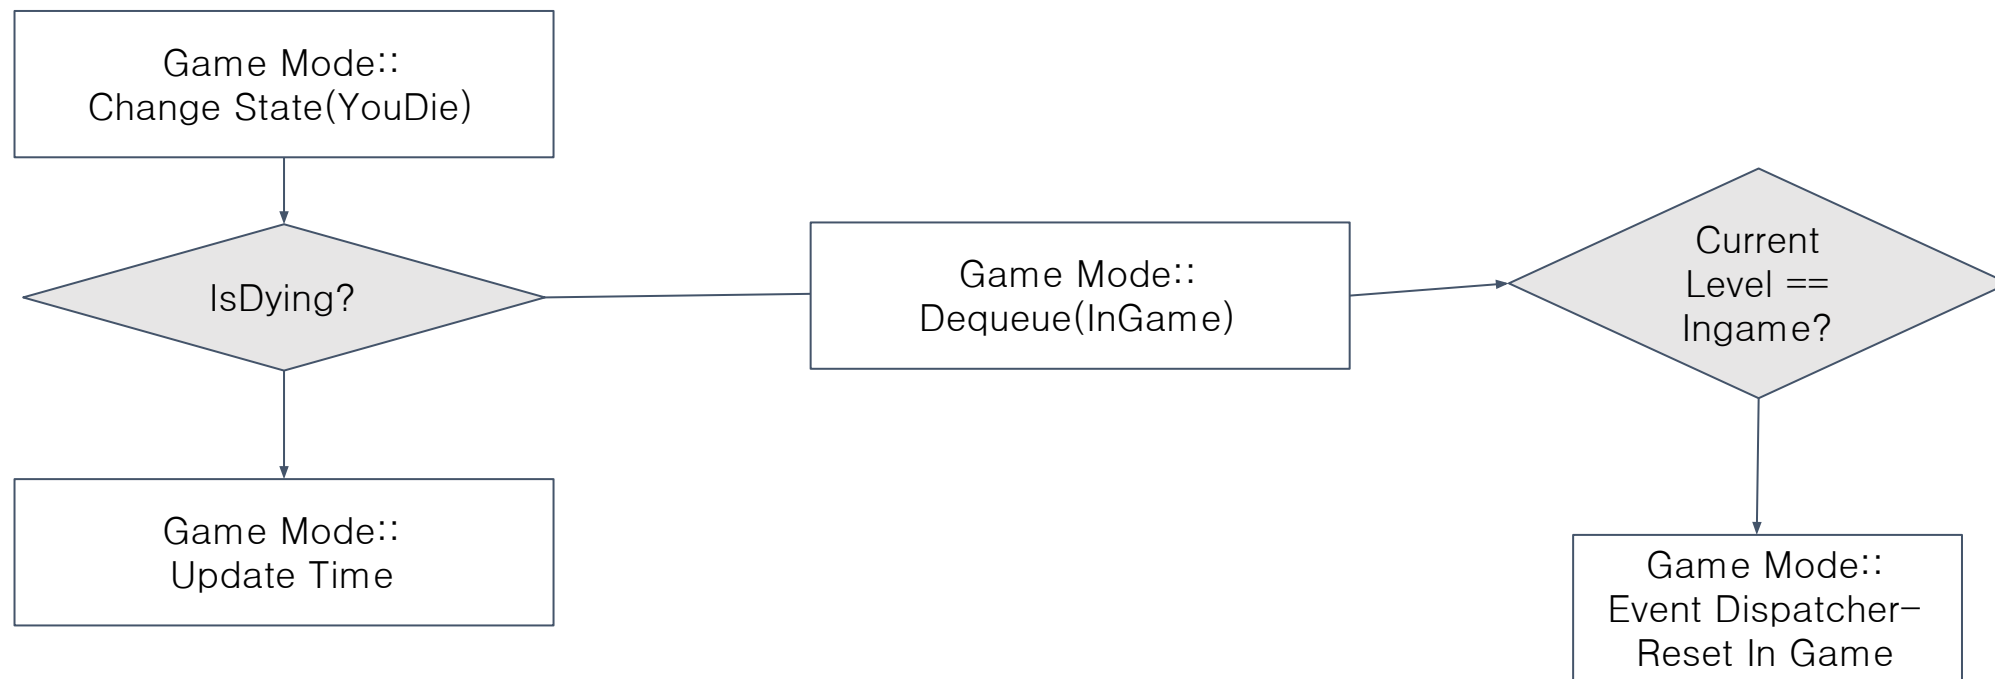 Game Mode::
Change State(YouDie)
IsDying?
Game Mode::
Update Time
Game Mode::
Dequeue(InGame)
Current
Level ==
Ingame?
Game Mode::
Event Dispatcher-
Reset In Game